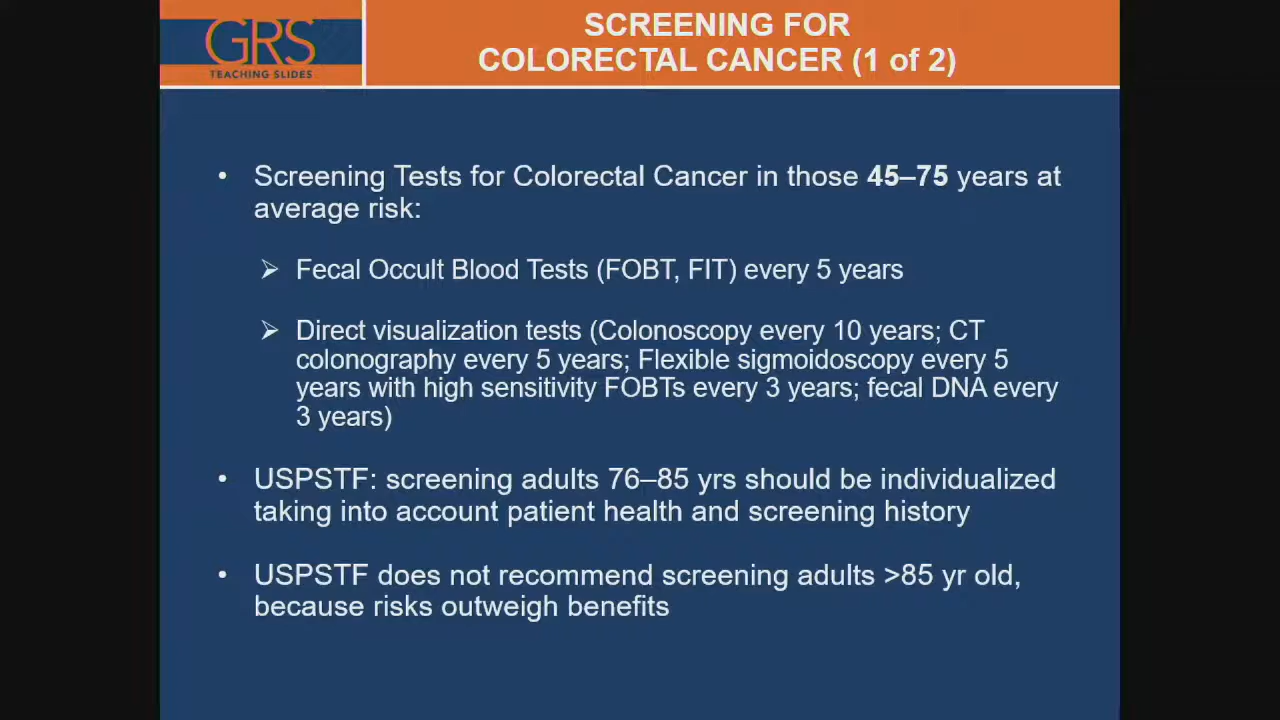 GRS
TEACHING SLIDES
SCREENING FOR
COLORECTAL CANCER (1 of 2)
• Screening Tests for Colorectal Cancer in those 45–75 years at
average risk:
➢ Fecal Occult Blood Tests (FOBT, FIT) every 5 years
➢ Direct visualization tests (Colonoscopy every 10 years; CT
colonography every 5 years; Flexible sigmoidoscopy every 5
years with high sensitivity FOBTs every 3 years; fecal DNA every
3 years)
• USPSTF: screening adults 76–85 yrs should be individualized
taking into account patient health and screening history
• USPSTF does not recommend screening adults >85 yr old,
because risks outweigh benefits